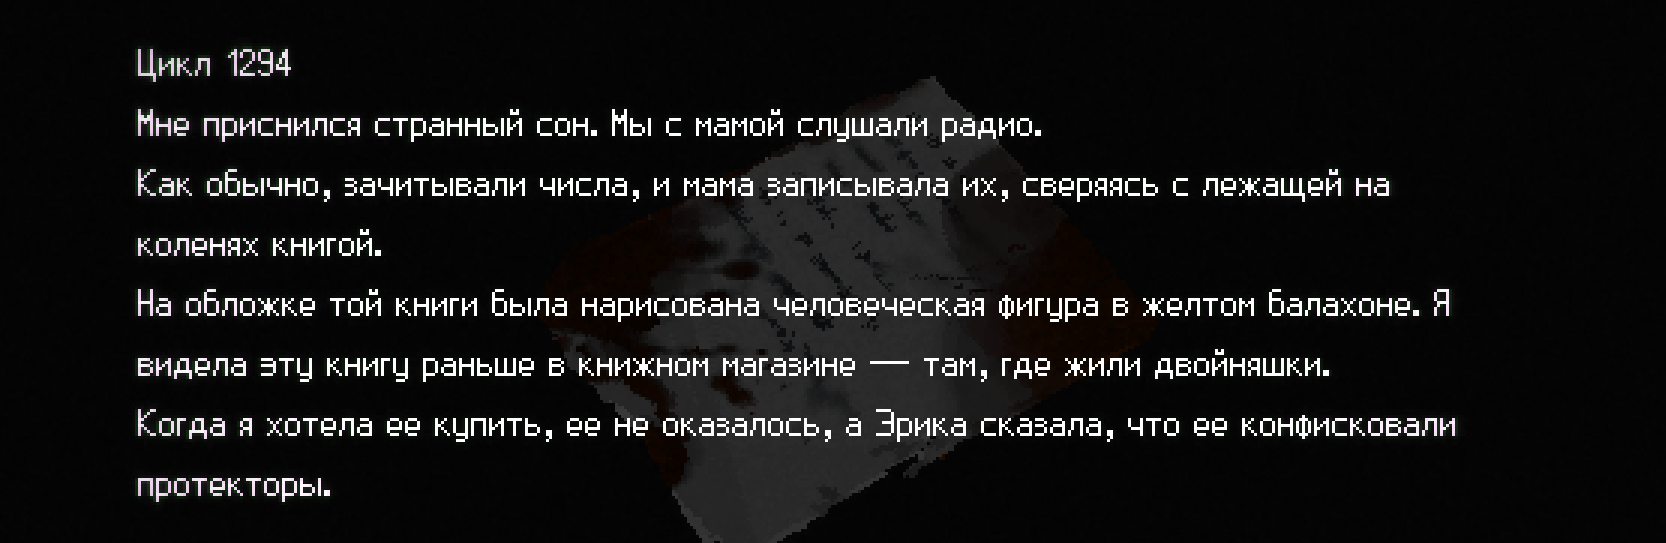 Цикл 1294
Мне приснился странный сон. Мы с мамой слушали радио.
Как обычно, зачитывали числа, и мама записывала их, сверяясь с лежащей на
коленях книгой.
На обложке той книги была нарисована человеческая фигура в желтом балахоне. Я
видела эту книгу раньше в книжном магазине — там, где жили двойняшки.
Когда я хотела ее купить, ее не оказалось, а Эрика сказала, что ее конфисковали
протекторы.